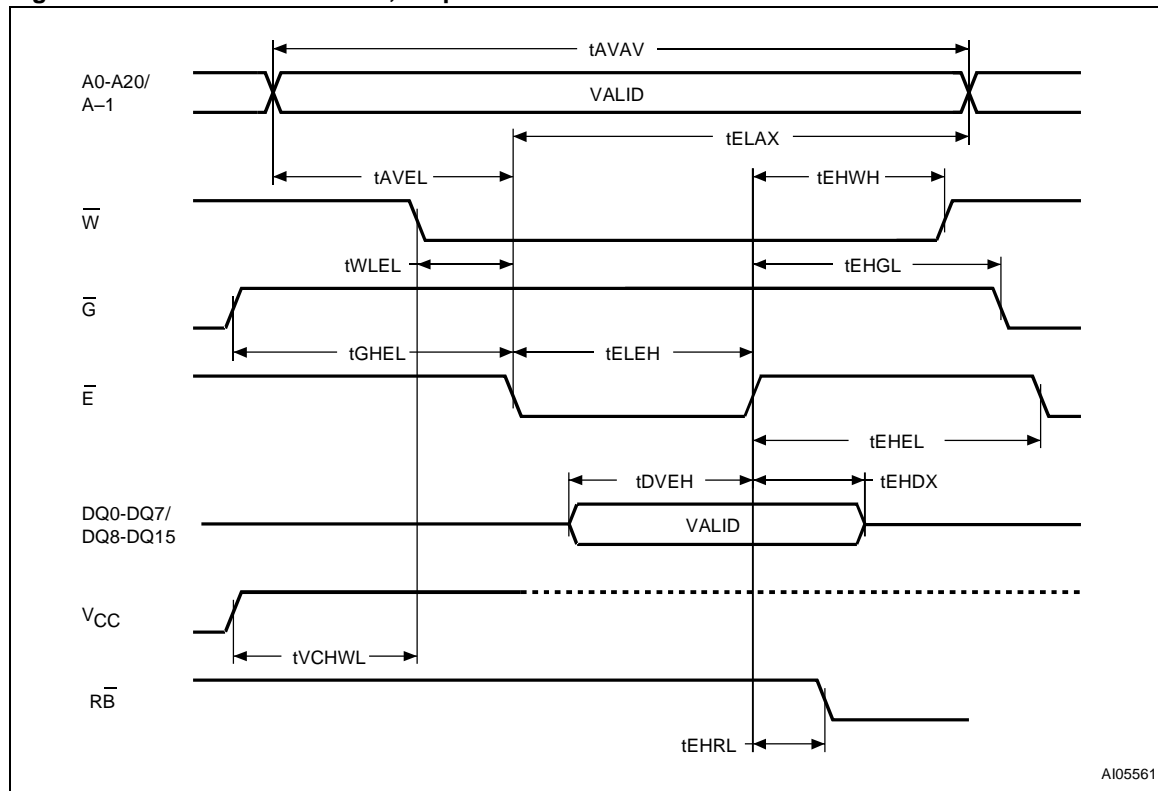 tAVAV
A0-A20/
A–1
VALID
tELAX
tAVEL
tEHWH
W
tWLEL
tEHGL
G
tGHEL
tELEH
E
tEHEL
tDVEH
tEHDX
DQ0-DQ7/
DQ8-DQ15
VALID
VCC
tVCHWL
RB
tEHRL
AI05561